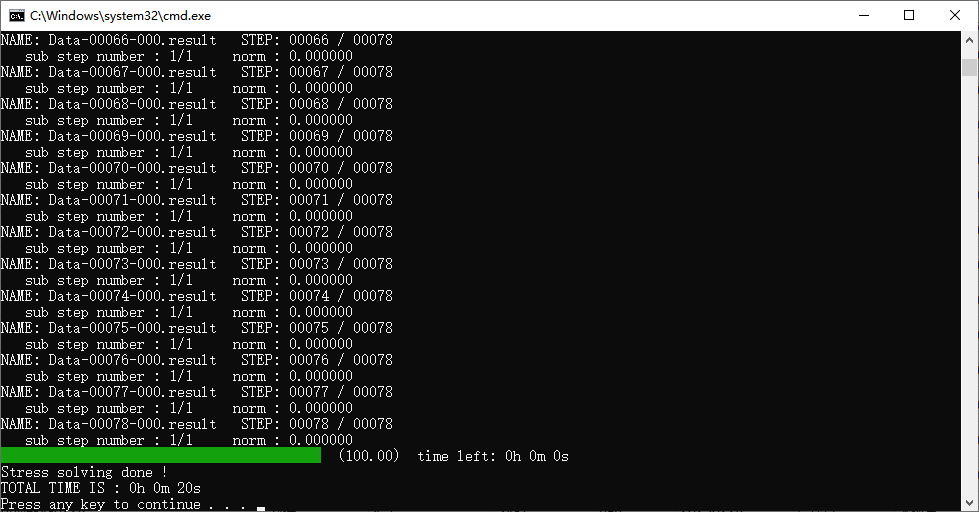 C:\Windows\system32\cmd.exe
NAME: Data-00066-000.result   STEP: 00066 / 00078
   sub step number : 1/1     norm : 0.000000
NAME: Data-00067-000.result   STEP: 00067 / 00078
   sub step number : 1/1     norm : 0.000000
NAME: Data-00068-000.result   STEP: 00068 / 00078
   sub step number : 1/1     norm : 0.000000
NAME: Data-00069-000.result   STEP: 00069 / 00078
   sub step number : 1/1     norm : 0.000000
NAME: Data-00070-000.result   STEP: 00070 / 00078
   sub step number : 1/1     norm : 0.000000
NAME: Data-00071-000.result   STEP: 00071 / 00078
   sub step number : 1/1     norm : 0.000000
NAME: Data-00072-000.result   STEP: 00072 / 00078
   sub step number : 1/1     norm : 0.000000
NAME: Data-00073-000.result   STEP: 00073 / 00078
   sub step number : 1/1     norm : 0.000000
NAME: Data-00074-000.result   STEP: 00074 / 00078
   sub step number : 1/1     norm : 0.000000
NAME: Data-00075-000.result   STEP: 00075 / 00078
   sub step number : 1/1     norm : 0.000000
NAME: Data-00076-000.result   STEP: 00076 / 00078
   sub step number : 1/1     norm : 0.000000
NAME: Data-00077-000.result   STEP: 00077 / 00078
   sub step number : 1/1     norm : 0.000000
NAME: Data-00078-000.result   STEP: 00078 / 00078
   sub step number : 1/1     norm : 0.000000
(100.00)  time left: 0h 0m 0s
Stress solving done !
TOTAL TIME IS : 0h 0m 20s
Press any key to continue . . .